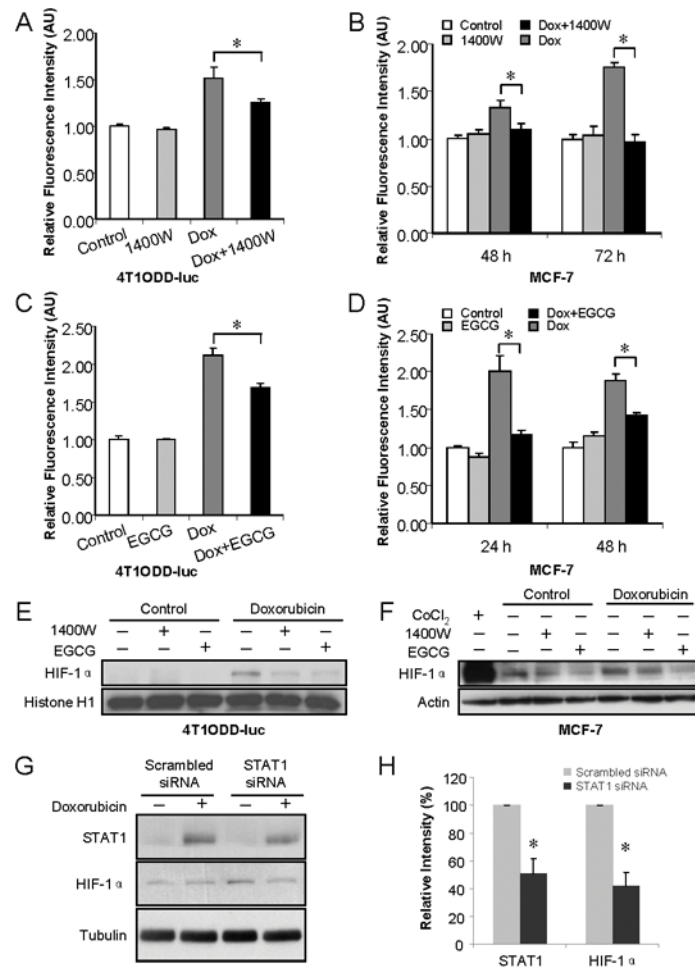 A
Relative Fluorescence Intensity (AU)
2.00
1.50
1.00
0.50
0.00
*
Control
1400W
Dox
Dox+1400W
4T1ODD-luc
B
Relative Fluorescence Intensity (AU)
Control
Dox+1400W
1400W
Dox
2.00
1.50
1.00
0.50
0.00
*
*
48 h
72 h
MCF-7
C
Relative Fluorescence Intensity (AU)
2.50
2.00
1.50
1.00
0.50
0.00
*
Control
EGCG
Dox
Dox+EGCG
4T1ODD-luc
D
Relative Fluorescence Intensity (AU)
Control
Dox+EGCG
EGCG
Dox
2.50
2.00
1.50
1.00
0.50
0.00
*
*
24 h
48 h
MCF-7
E
Control Doxorubicin
1400W – + – – + –
EGCG – – + – – +
HIF-1 α
Histone H1
4T1ODD-luc
F
CoCl₂ Control Doxorubicin
+ – – – – – –
1400W – – + – – + –
EGCG – – – + – – +
HIF-1 α
Actin
MCF-7
G
Scrambled siRNA
STAT1 siRNA
Doxorubicin – + – +
STAT1
HIF-1 α
Tubulin
H
Relative Intensity (%)
Scrambled siRNA
STAT1 siRNA
120
100
80
60
40
20
0
*
*
STAT1
HIF-1 α